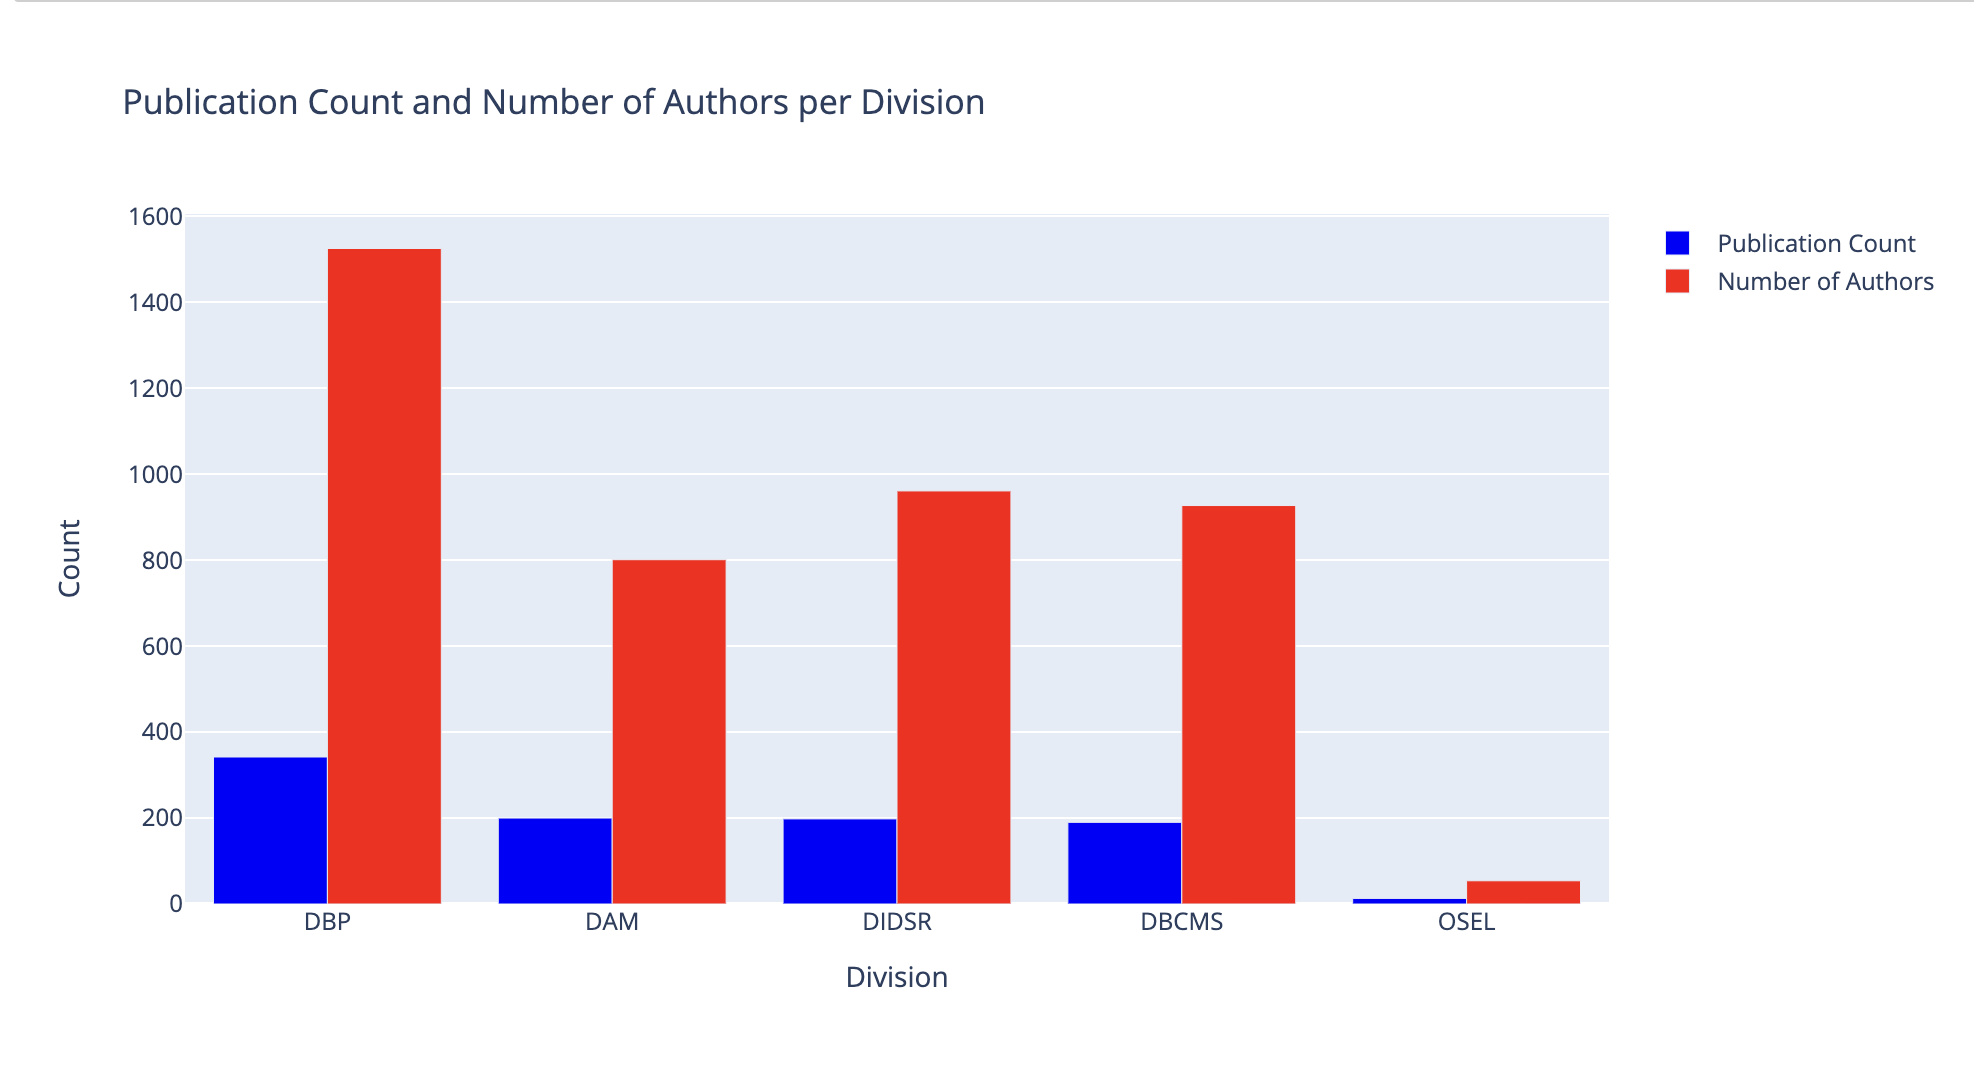 Publication Count and Number of Authors per Division
1600
1400
1200
1000
800
600
400
200
0
Count
DBP
DAM
DIDSR
DBCMS
OSEL
Division
Publication Count
Number of Authors